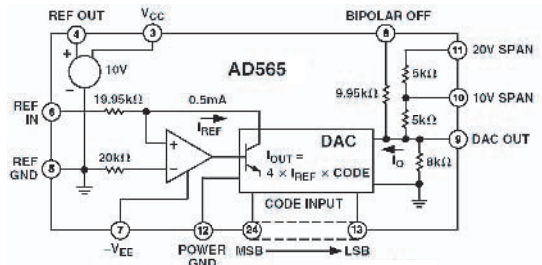 REF OUT
VCC
BIPOLAR OFF
4
3
8
+
10V
−
AD565
11
20V SPAN
5kΩ
9.95kΩ
10
10V SPAN
5kΩ
REF IN
6
19.95kΩ
0.5mA
IREF
+
−
DAC
IOUT =
4 × IREF × CODE
IO
9
DAC OUT
8kΩ
REF GND
5
20kΩ
CODE INPUT
7
12
24
13
−VEE
POWER GND
MSB
LSB